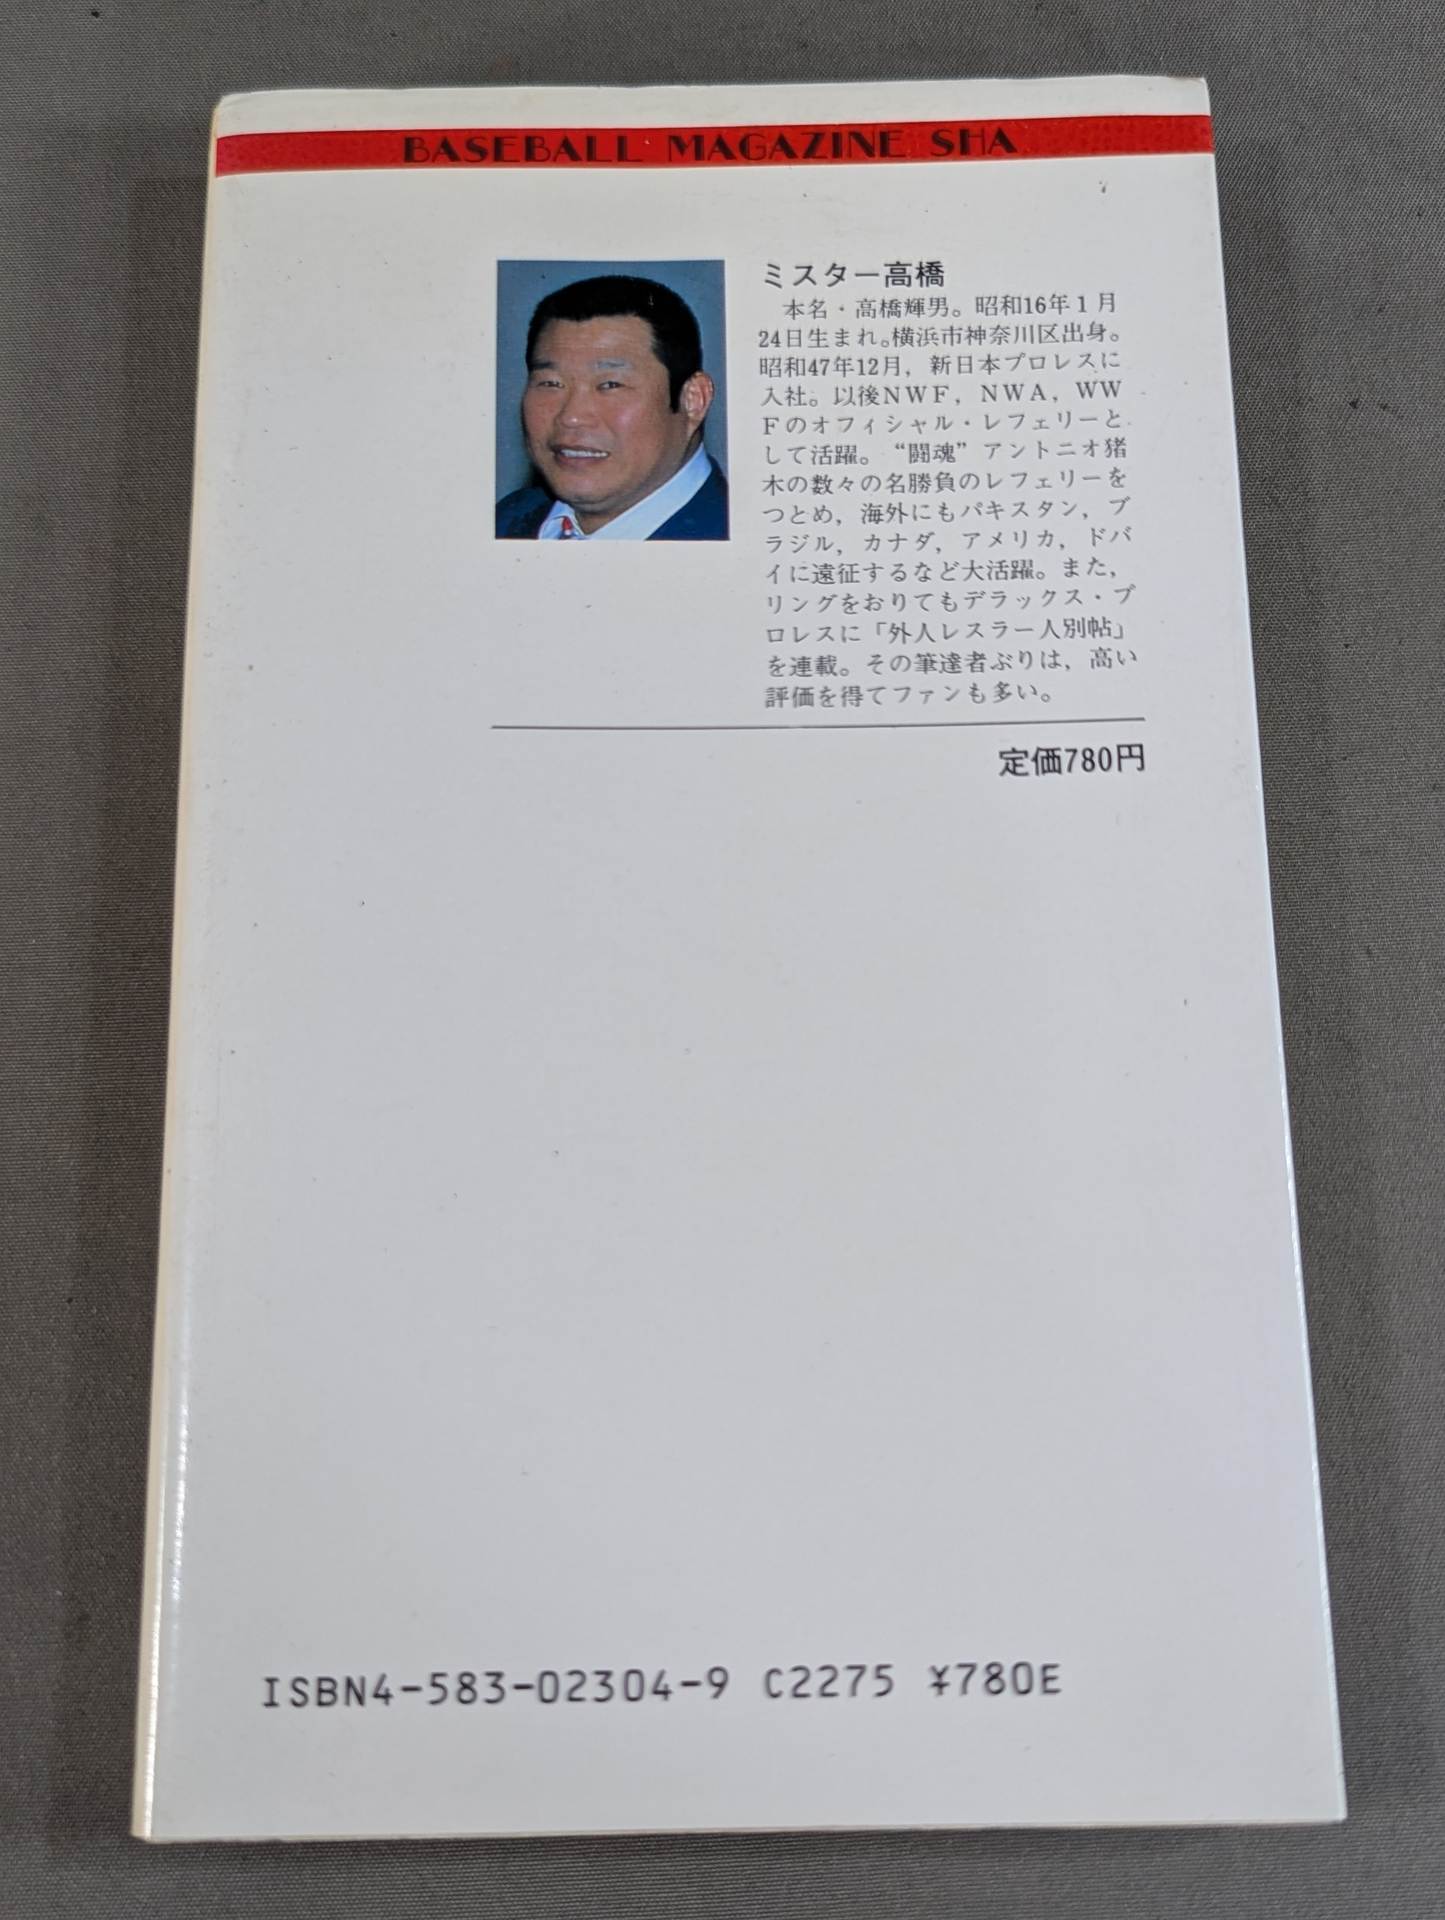 BASEBALL MAGAZINE SHA
ミスター高橋
本名・高橋輝男。昭和16年1月
24日生まれ。横浜市神奈川区出身。
昭和47年12月，新日本プロレスに
入社。以後NWF，NWA，WW
Fのオフィシャル・レフェリーと
して活躍。“闘魂”アントニオ猪
木の数々の名勝負のレフェリーを
つとめ，海外にもパキスタン，ブ
ラジル，カナダ，アメリカ，ドバ
イに遠征するなど大活躍。また，
リングをおりてもデラックス・プ
ロレスに「外人レスラー人別帖」
を連載。その筆達者ぶりは，高い
評価を得てファンも多い。
定価780円
ISBN4-583-02304-9 C2275 ¥780E